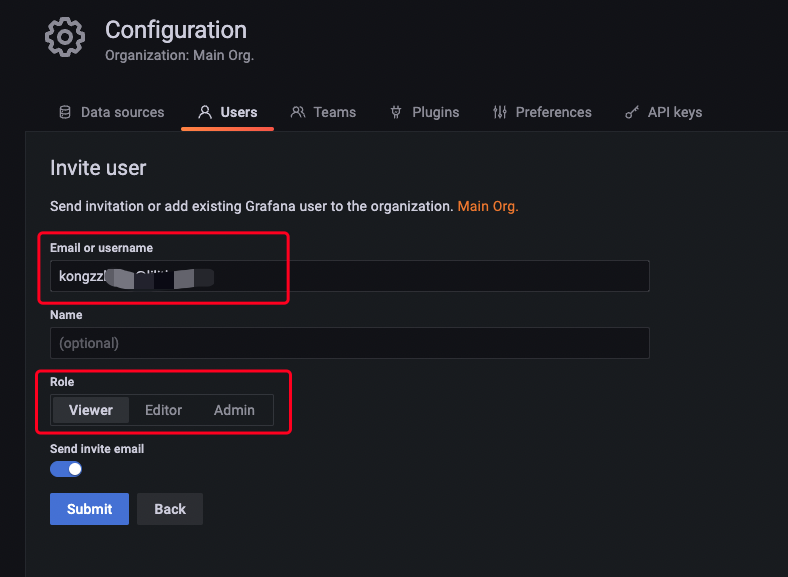 Configuration
Organization: Main Org.
Data sources Users Teams Plugins Preferences API keys
Invite user
Send invitation or add existing Grafana user to the organization. Main Org.
Email or username
Name
(optional)
Role
Viewer Editor Admin
Send invite email
Submit Back